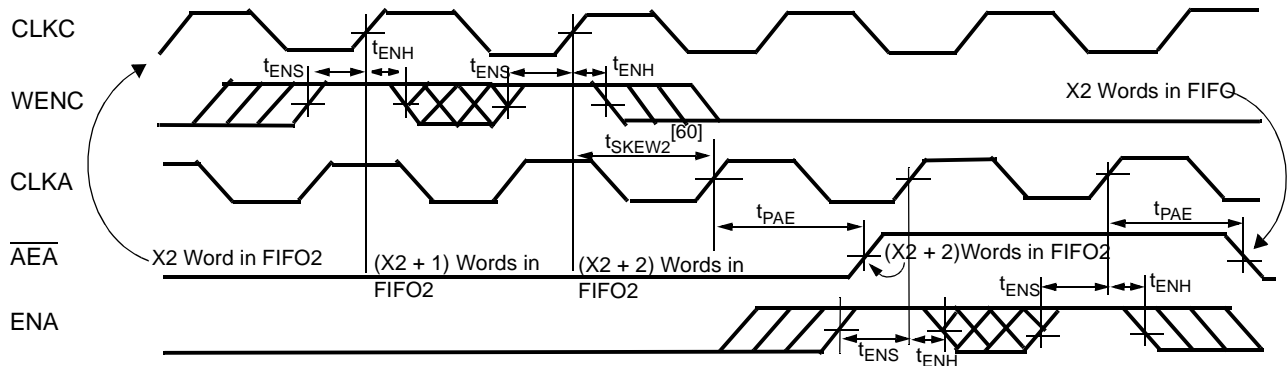 CLKC
tENH
tENS
tENS
tENH
WENC
X2 Words in FIFO
[60]
tSKEW2
CLKA
tPAE
tPAE
AEA
X2 Word in FIFO2
(X2 + 1) Words in
FIFO2
(X2 + 2) Words in
FIFO2
(X2 + 2)Words in FIFO2
tENS
tENH
ENA
tENS
tENH